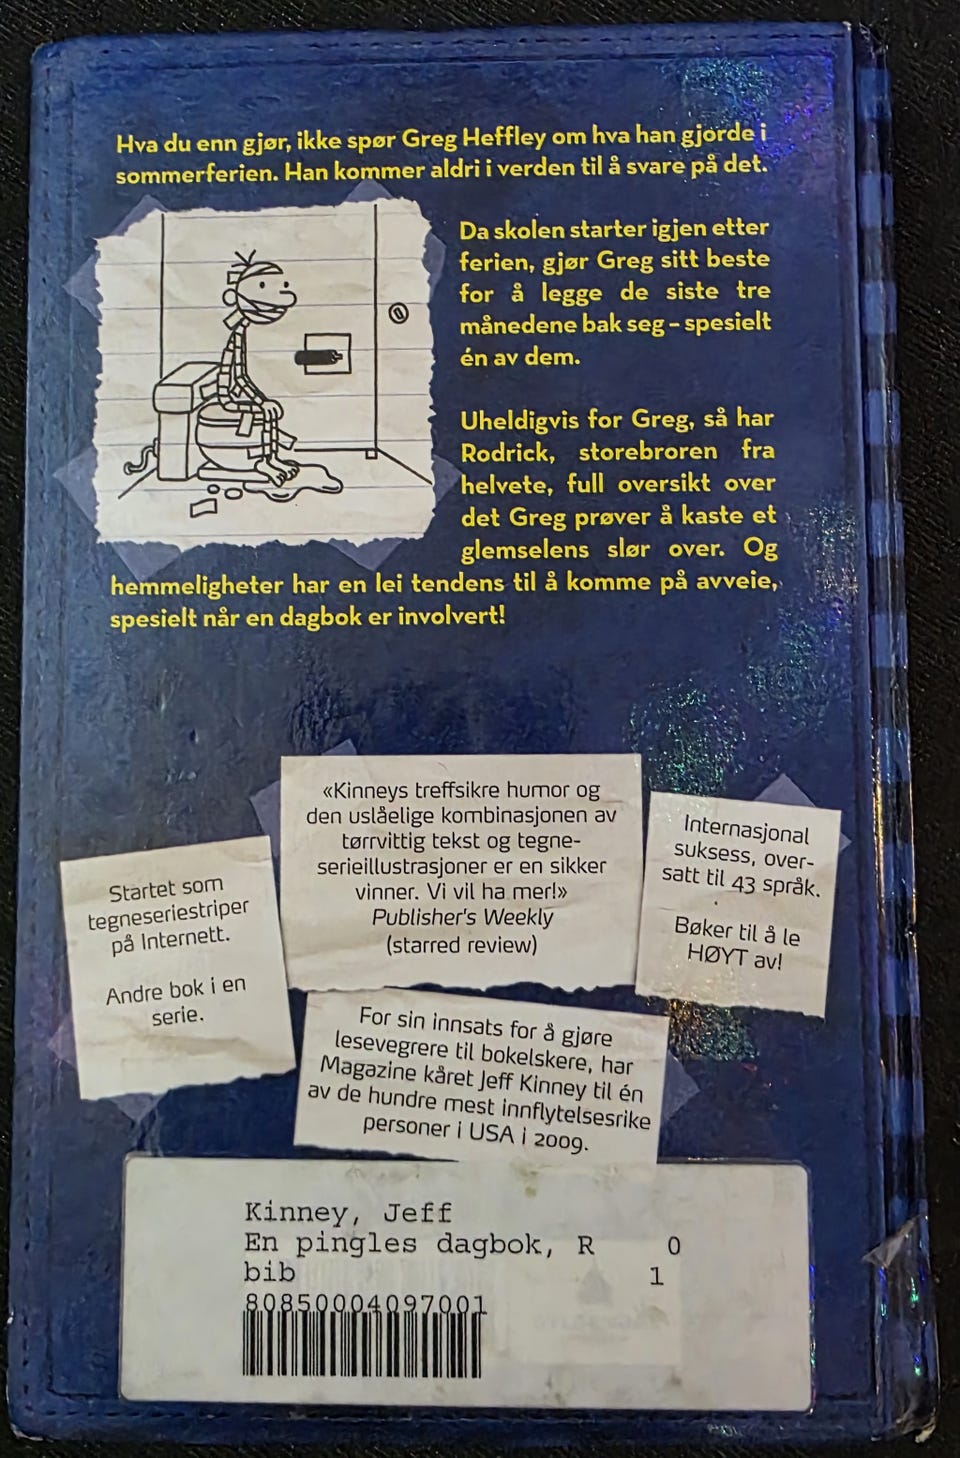 Hva du enn gjør, ikke spør Greg Heffley om hva han gjorde i
sommerferien. Han kommer aldri i verden til å svare på det.
Da skolen starter igjen etter
ferien, gjør Greg sitt beste
for å legge de siste tre
månedene bak seg – spesielt
én av dem.
Uheldigvis for Greg, så har
Rodrick, storebroren fra
helvete, full oversikt over
det Greg prøver å kaste et
glemselens slør over. Og
hemmeligheter har en lei tendens til å komme på avveie,
spesielt når en dagbok er involvert!
Startet som
tegneseriestriper
på Internett.
Andre bok i en
serie.
«Kinneys treffsikre humor og
den uslåelige kombinasjonen av
tørrvittig tekst og tegne-
serieillustrasjoner er en sikker
vinner. Vi vil ha mer!»
Publisher's Weekly
(starred review)
Internasjonal
suksess, over-
satt til 43 språk.
Bøker til å le
HØYT av!
For sin innsats for å gjøre
lesevegrere til bokelskere, har
Magazine kåret Jeff Kinney til én
av de hundre mest innflytelsesrike
personer i USA i 2009.
Kinney, Jeff
En pingles dagbok, R 0
bib 1
80850004097001